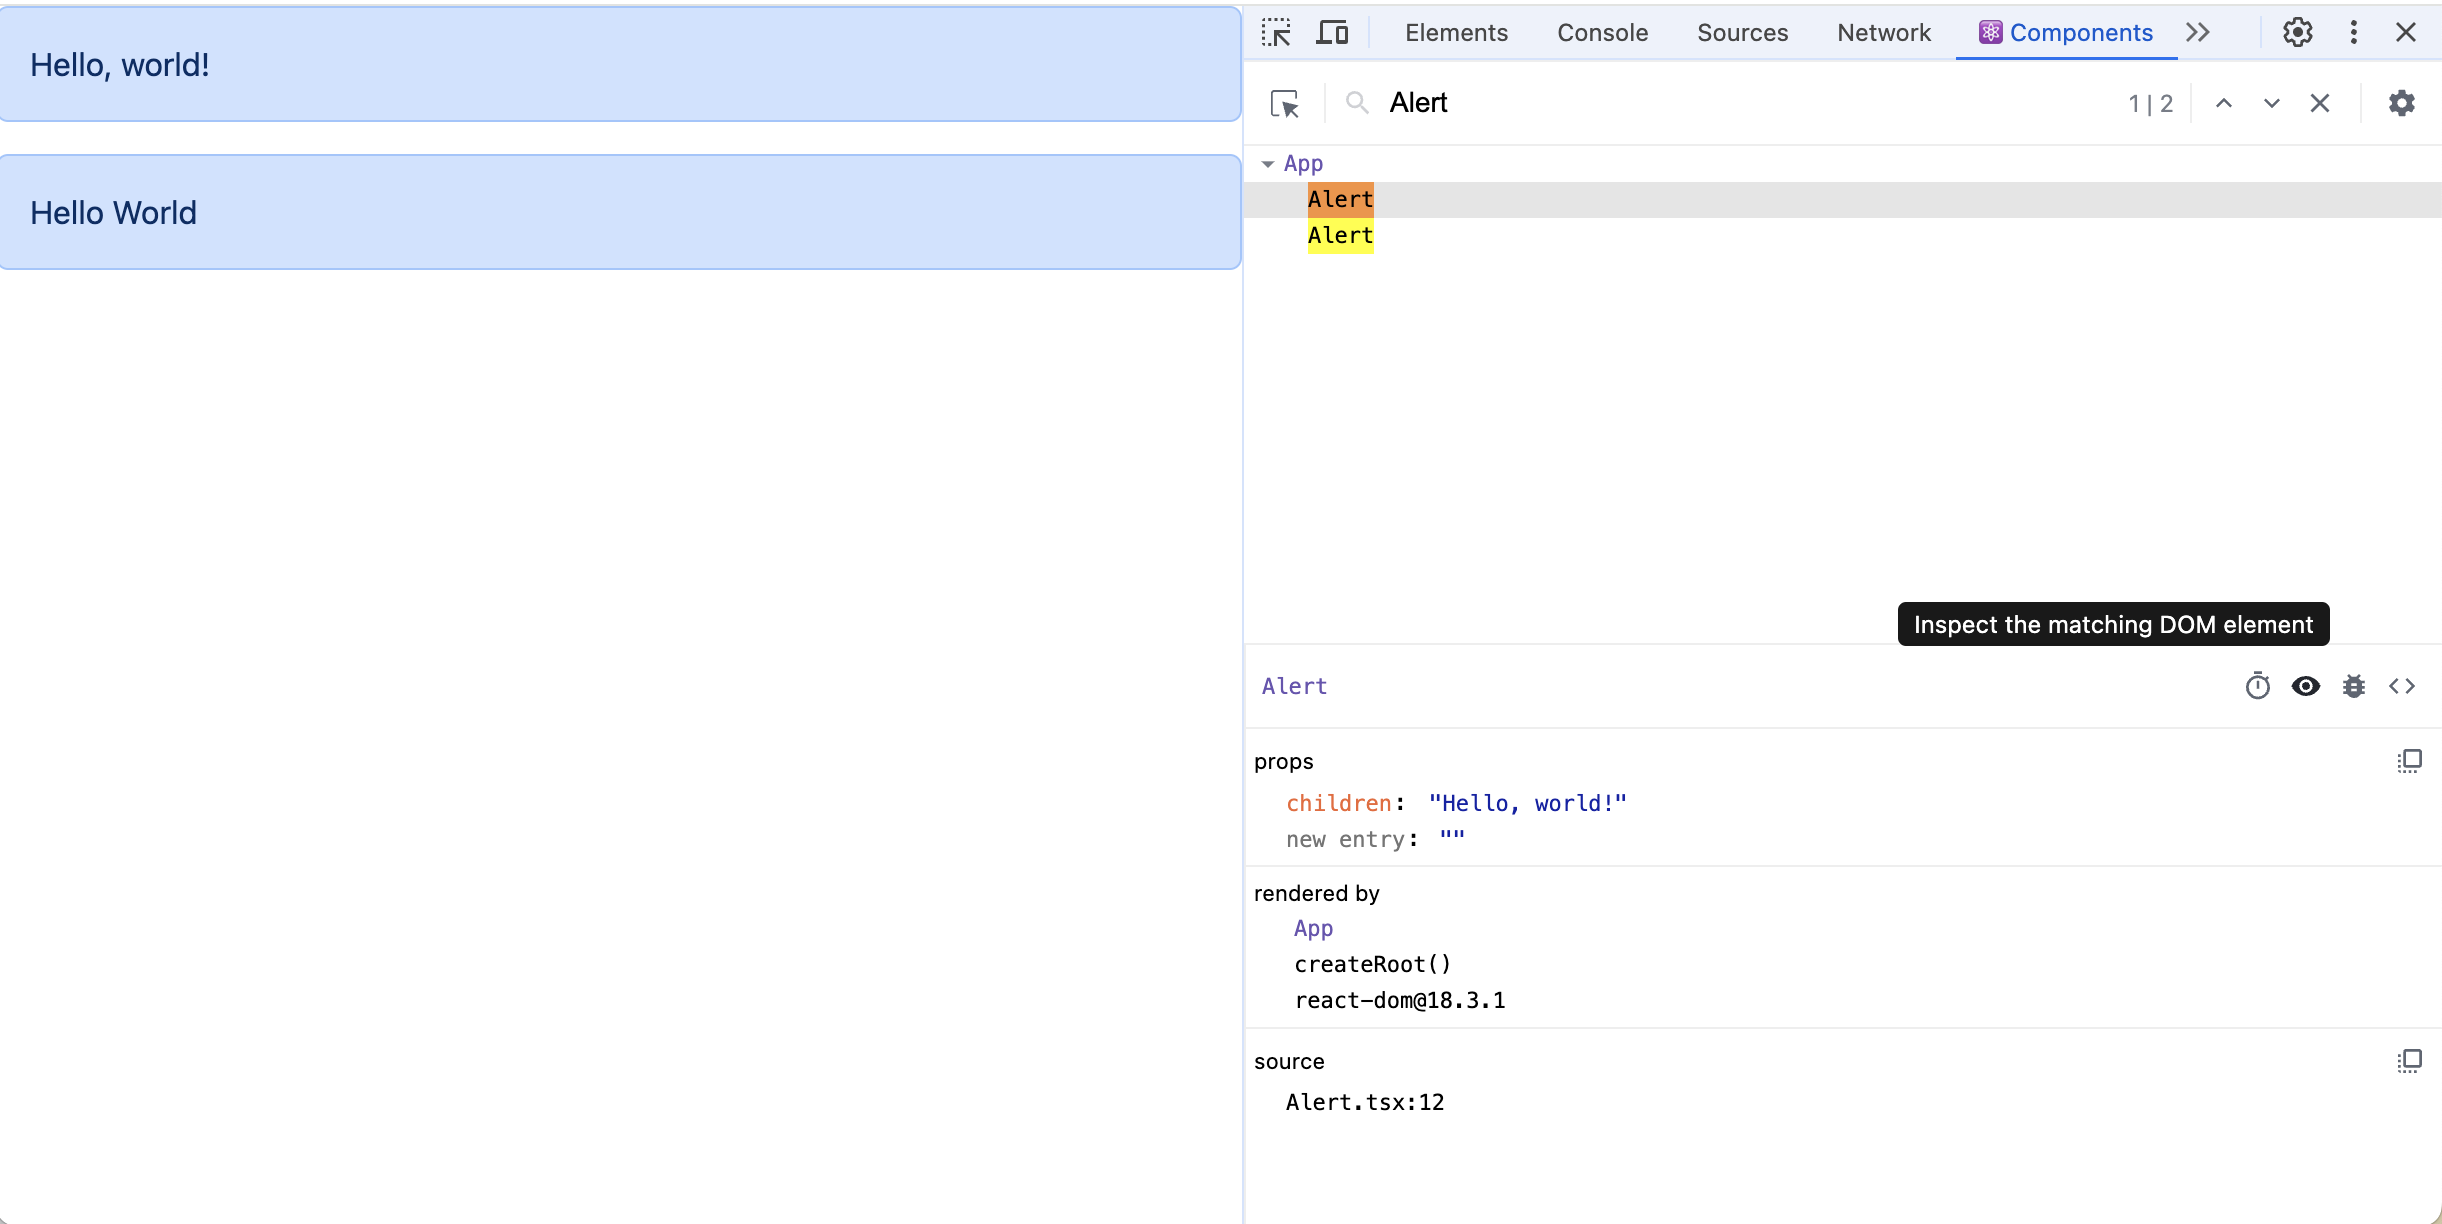 Hello, world!
Hello World
Elements Console Sources Network Components
Alert 1 | 2
App
Alert
Alert
Inspect the matching DOM element
Alert
props
children: "Hello, world!"
new entry: ""
rendered by
App
createRoot()
react-dom@18.3.1
source
Alert.tsx:12